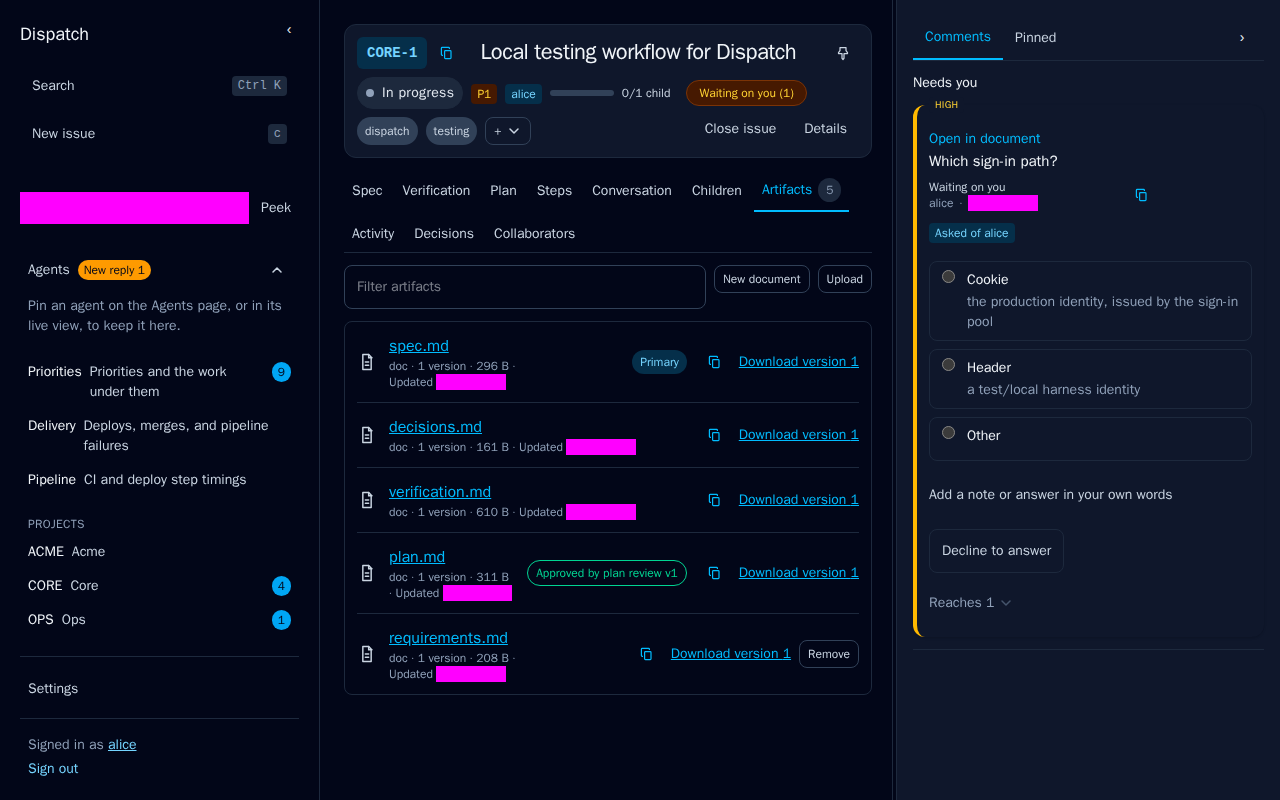 Dispatch
Search
Ctrl K
New issue
C
Peek
Agents
New reply 1
Pin an agent on the Agents page, or in its
live view, to keep it here.
Priorities
Priorities and the work
under them
9
Delivery
Deploys, merges, and pipeline
failures
Pipeline
CI and deploy step timings
PROJECTS
ACME Acme
CORE Core
4
OPS Ops
1
Settings
Signed in as alice
Sign out
CORE-1
Local testing workflow for Dispatch
In progress
P1
alice
0/1 child
Waiting on you (1)
dispatch
testing
+
Close issue
Details
Spec
Verification
Plan
Steps
Conversation
Children
Artifacts
5
Activity
Decisions
Collaborators
Filter artifacts
New document
Upload
spec.md
doc · 1 version · 296 B ·
Updated
Primary
Download version 1
decisions.md
doc · 1 version · 161 B · Updated
Download version 1
verification.md
doc · 1 version · 610 B · Updated
Download version 1
plan.md
doc · 1 version · 311 B
· Updated
Approved by plan review v1
Download version 1
requirements.md
doc · 1 version · 208 B ·
Updated
Download version 1
Remove
Comments
Pinned
Needs you
HIGH
Open in document
Which sign-in path?
Waiting on you
alice ·
Asked of alice
Cookie
the production identity, issued by the sign-in
pool
Header
a test/local harness identity
Other
Add a note or answer in your own words
Decline to answer
Reaches 1